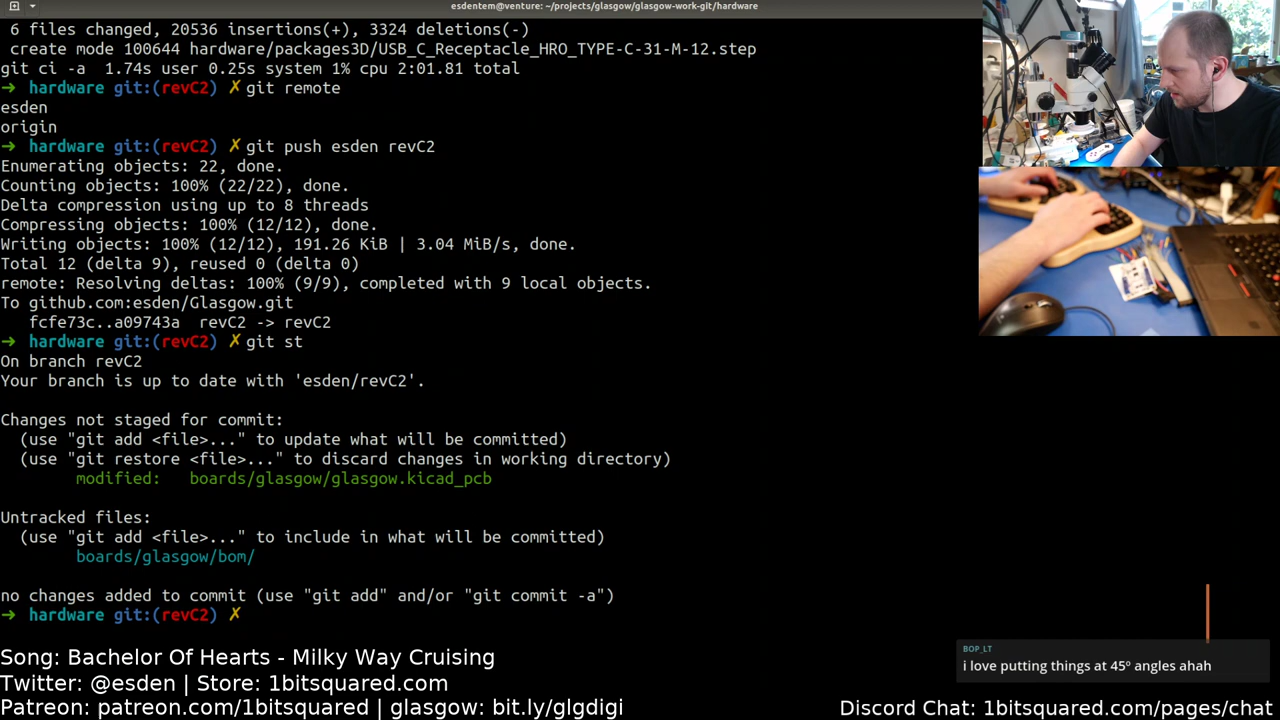 esdentem@venture: ~/projects/glasgow/glasgow-work-git/hardware
6 files changed, 20536 insertions(+), 3324 deletions(-)
create mode 100644 hardware/packages3D/USB_C_Receptacle_HRO_TYPE-C-31-M-12.step
git ci -a  1.74s user 0.25s system 1% cpu 2:01.81 total
→ hardware git:(revC2) ✗ git remote
esden
origin
→ hardware git:(revC2) ✗ git push esden revC2
Enumerating objects: 22, done.
Counting objects: 100% (22/22), done.
Delta compression using up to 8 threads
Compressing objects: 100% (12/12), done.
Writing objects: 100% (12/12), 191.26 KiB | 3.04 MiB/s, done.
Total 12 (delta 9), reused 0 (delta 0)
remote: Resolving deltas: 100% (9/9), completed with 9 local objects.
To github.com:esden/Glasgow.git
fcfe73c..a09743a  revC2 -> revC2
→ hardware git:(revC2) ✗ git st
On branch revC2
Your branch is up to date with 'esden/revC2'.
Changes not staged for commit:
(use "git add <file>..." to update what will be committed)
(use "git restore <file>..." to discard changes in working directory)
modified:   boards/glasgow/glasgow.kicad_pcb
Untracked files:
(use "git add <file>..." to include in what will be committed)
boards/glasgow/bom/
no changes added to commit (use "git add" and/or "git commit -a")
→ hardware git:(revC2) ✗
BOP_LT
i love putting things at 45º angles ahah
Song: Bachelor Of Hearts - Milky Way Cruising
Twitter: @esden | Store: 1bitsquared.com
Patreon: patreon.com/1bitsquared | glasgow: bit.ly/glgdigi
Discord Chat: 1bitsquared.com/pages/chat